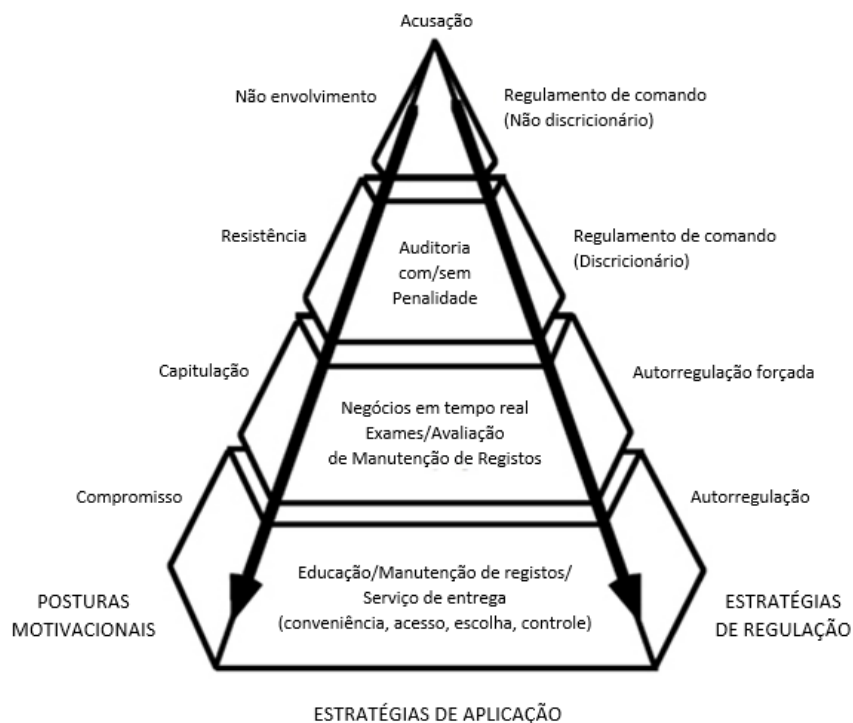 Acusação
Não envolvimento
Regulamento de comando
(Não discricionário)
Resistência
Auditoria
com/sem
Penalidade
Regulamento de comando
(Discricionário)
Capitulação
Negócios em tempo real
Exames/Avaliação
de Manutenção de Registos
Autorregulação forçada
Compromisso
Educação/Manutenção de registos/
Serviço de entrega
(conveniência, acesso, escolha, controle)
Autorregulação
POSTURAS
MOTIVACIONAIS
ESTRATÉGIAS
DE REGULAÇÃO
ESTRATÉGIAS DE APLICAÇÃO